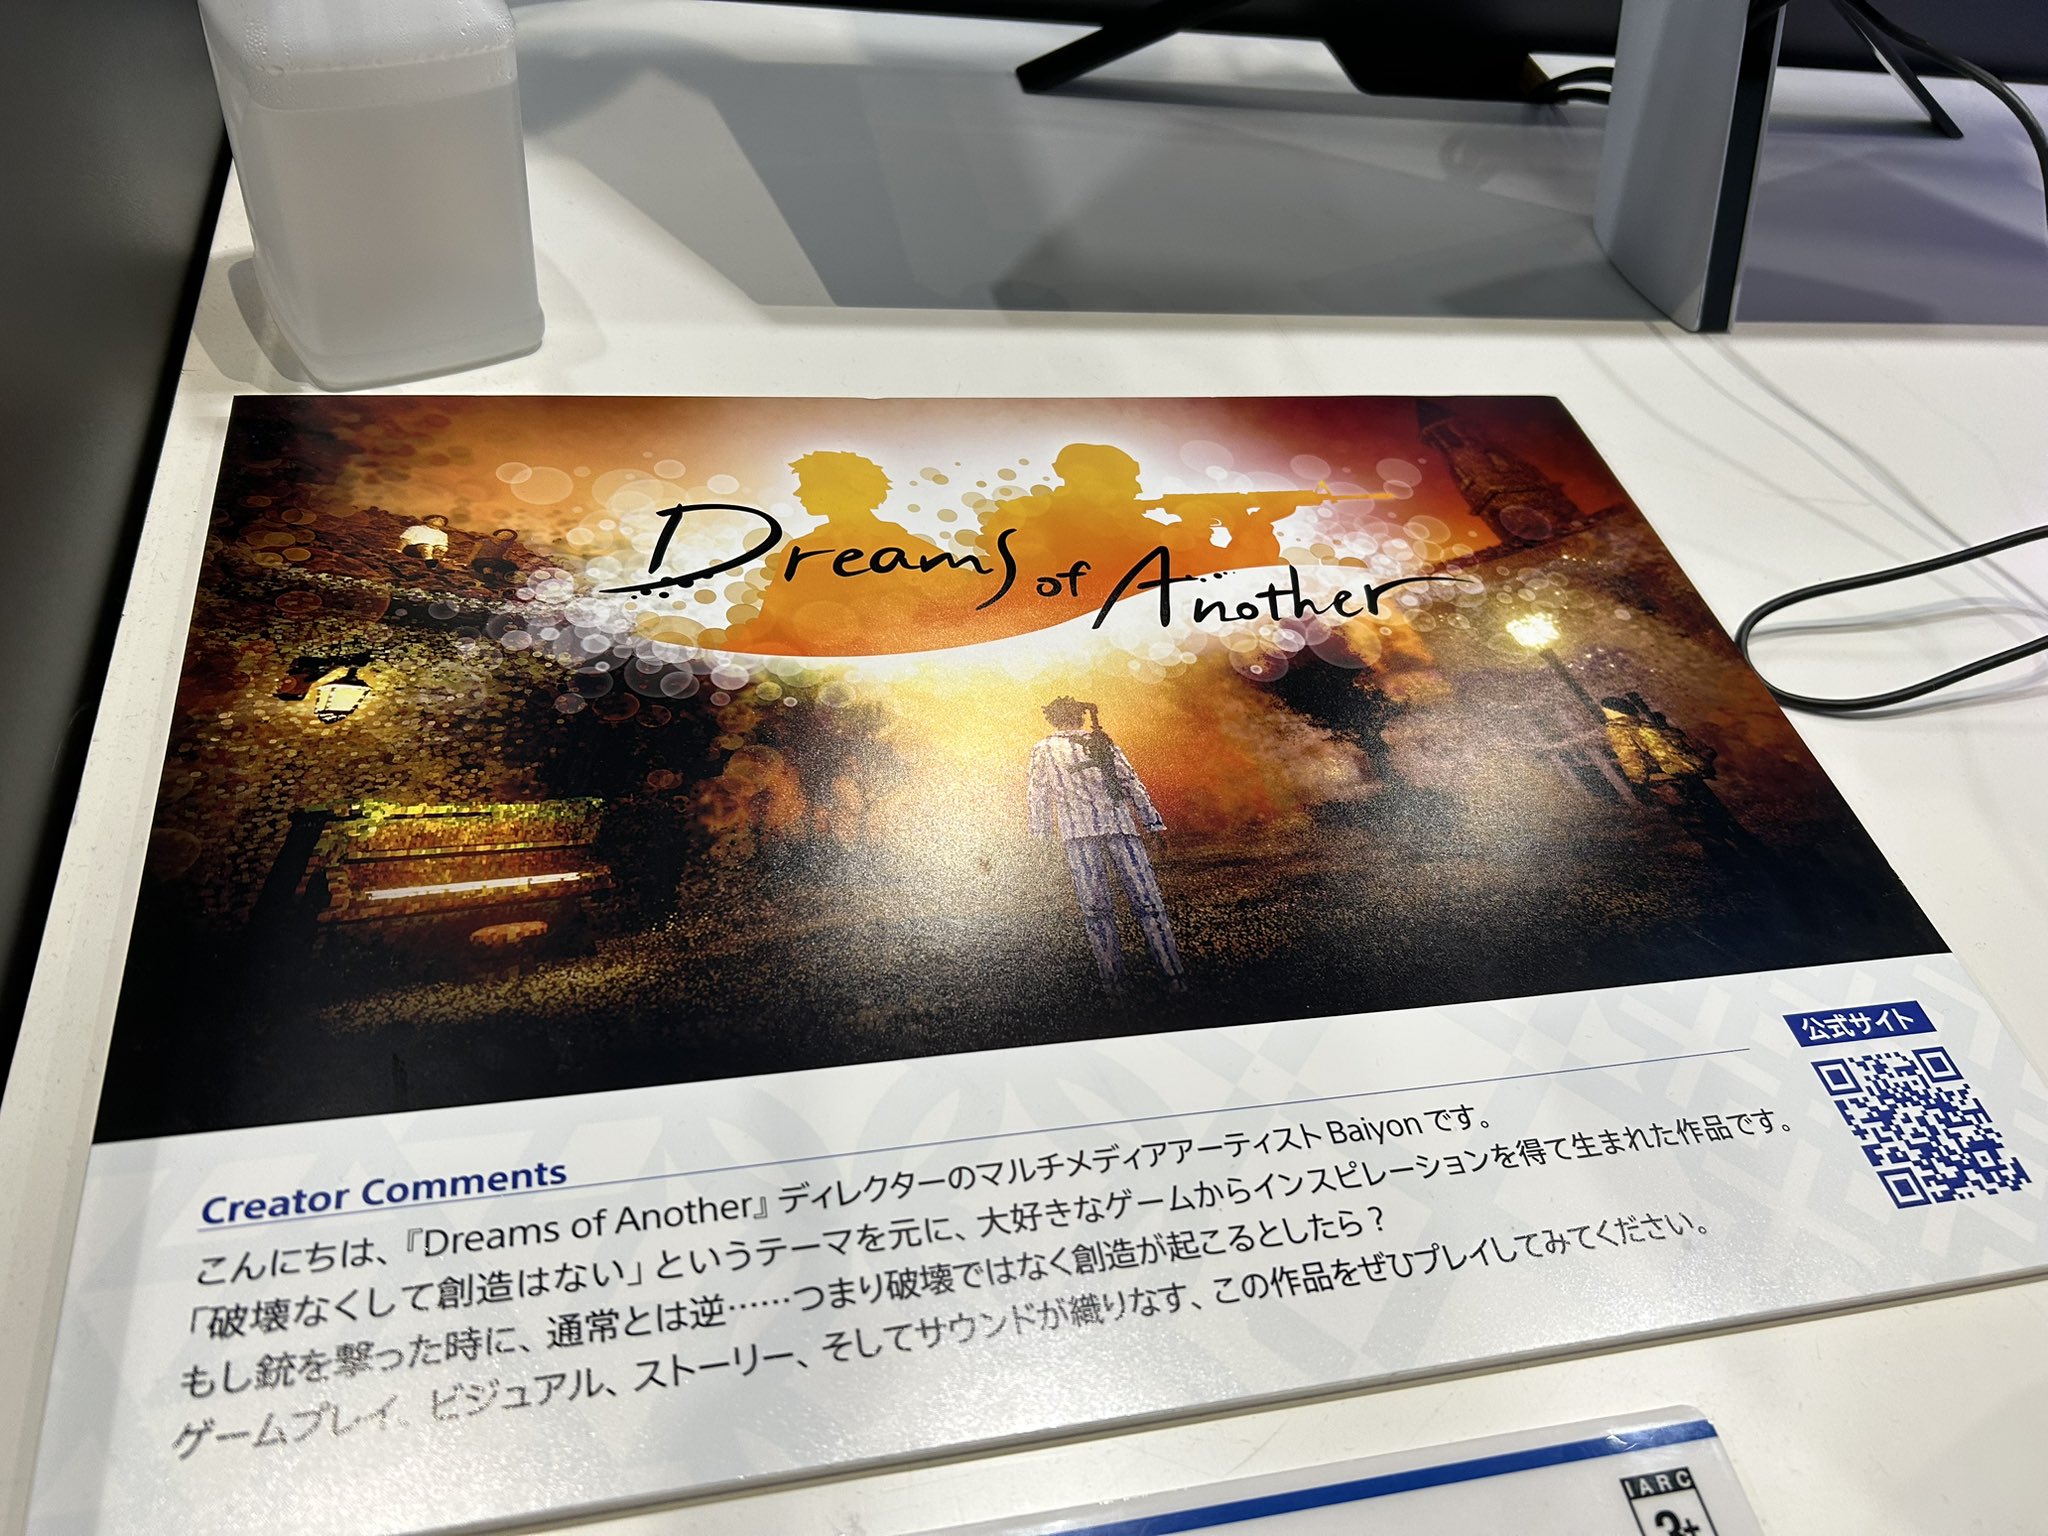 Dreams of Another
公式サイト
Creator Comments
こんにちは、『Dreams of Another』ディレクターのマルチメディアアーティスト Baiyon です。
「破壊なくして創造はない」というテーマを元に、大好きなゲームからインスピレーションを得て生まれた作品です。
もし銃を撃った時に、通常とは逆……つまり破壊ではなく創造が起こるとしたら？
ゲームプレイ、ビジュアル、ストーリー、そしてサウンドが織りなす、この作品をぜひプレイしてみてください。
IARC
3+